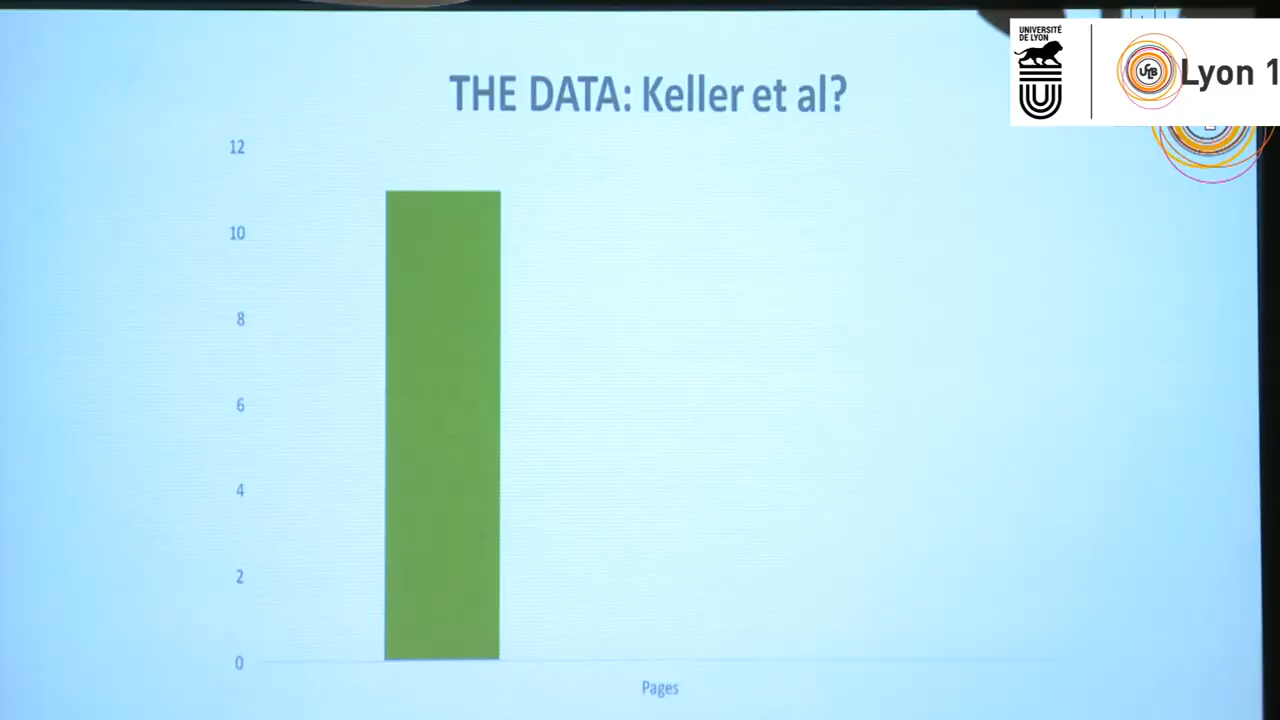 UNIVERSITÉ
DE LYON
Lyon 1
THE DATA: Keller et al?
12
10
8
6
4
2
0
Pages